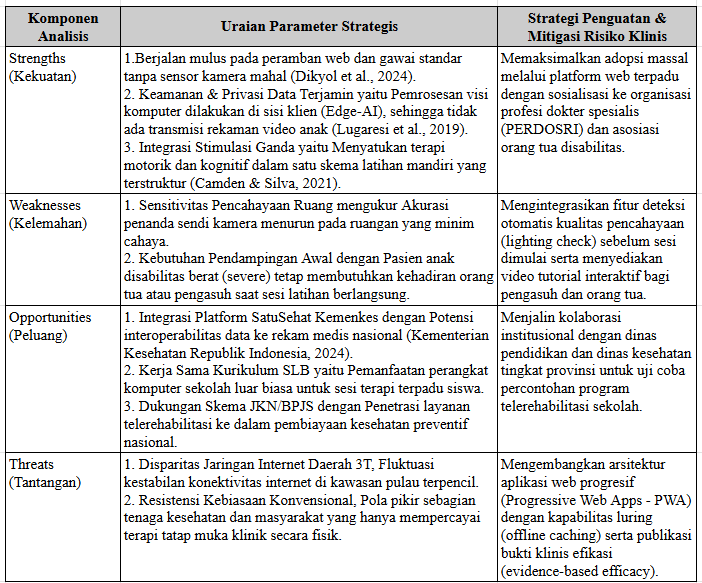 Komponen
Analisis
Uraian Parameter Strategis
Strategi Penguatan &
Mitigasi Risiko Klinis
Strengths
(Kekuatan)
1.Berjalan mulus pada peramban web dan gawai standar
tanpa sensor kamera mahal (Dikyol et al., 2024).
2. Keamanan & Privasi Data Terjamin yaitu Pemrosesan visi
komputer dilakukan di sisi klien (Edge-AI), sehingga tidak
ada transmisi rekaman video anak (Lugaresi et al., 2019).
3. Integrasi Stimulasi Ganda yaitu Menyatukan terapi
motorik dan kognitif dalam satu skema latihan mandiri yang
terstruktur (Camden & Silva, 2021).
Memaksimalkan adopsi massal
melalui platform web terpadu
dengan sosialisasi ke organisasi
profesi dokter spesialis
(PERDOSRI) dan asosiasi
orang tua disabilitas.
Weaknesses
(Kelemahan)
1. Sensitivitas Pencahayaan Ruang mengukur Akurasi
penanda sendi kamera menurun pada ruangan yang minim
cahaya.
2. Kebutuhan Pendampingan Awal dengan Pasien anak
disabilitas berat (severe) tetap membutuhkan kehadiran orang
tua atau pengasuh saat sesi latihan berlangsung.
Mengintegrasikan fitur deteksi
otomatis kualitas pencahayaan
(lighting check) sebelum sesi
dimulai serta menyediakan
video tutorial interaktif bagi
pengasuh dan orang tua.
Opportunities
(Peluang)
1. Integrasi Platform SatuSehat Kemenkes dengan Potensi
interoperabilitas data ke rekam medis nasional (Kementerian
Kesehatan Republik Indonesia, 2024).
2. Kerja Sama Kurikulum SLB yaitu Pemanfaatan perangkat
komputer sekolah luar biasa untuk sesi terapi terpadu siswa.
3. Dukungan Skema JKN/BPJS dengan Penetrasi layanan
telerehabilitasi ke dalam pembiayaan kesehatan preventif
nasional.
Menjalin kolaborasi
institusional dengan dinas
pendidikan dan dinas kesehatan
tingkat provinsi untuk uji coba
percontohan program
telerehabilitasi sekolah.
Threats
(Tantangan)
1. Disparitas Jaringan Internet Daerah 3T, Fluktuasi
kestabilan konektivitas internet di kawasan pulau terpencil.
2. Resistensi Kebiasaan Konvensional, Pola pikir sebagian
tenaga kesehatan dan masyarakat yang hanya mempercayai
terapi tatap muka klinik secara fisik.
Mengembangkan arsitektur
aplikasi web progresif
(Progressive Web Apps - PWA)
dengan kapabilitas luring
(offline caching) serta publikasi
bukti klinis efikasi
(evidence-based efficacy).